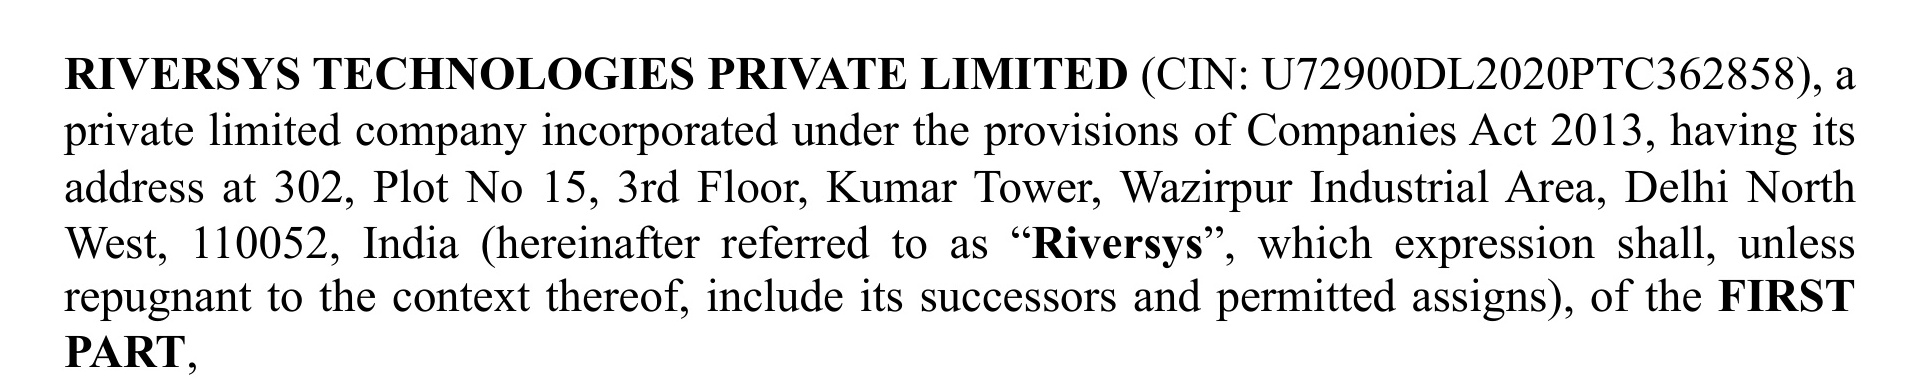 RIVERSYS TECHNOLOGIES PRIVATE LIMITED (CIN: U72900DL2020PTC362858), a
private limited company incorporated under the provisions of Companies Act 2013, having its
address at 302, Plot No 15, 3rd Floor, Kumar Tower, Wazirpur Industrial Area, Delhi North
West, 110052, India (hereinafter referred to as “Riversys”, which expression shall, unless
repugnant to the context thereof, include its successors and permitted assigns), of the FIRST
PART,